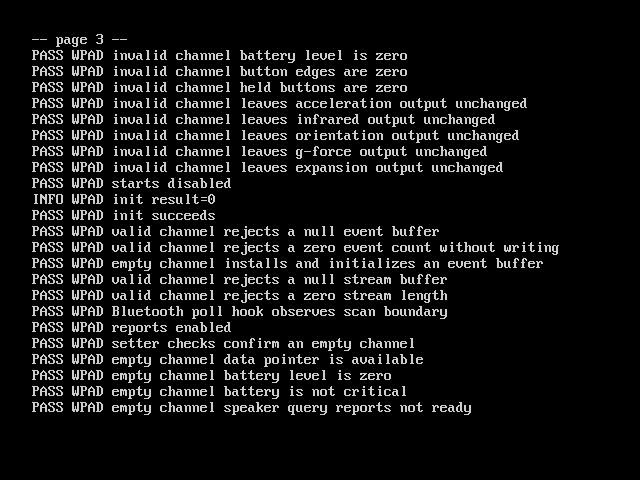 -- page 3 --
PASS WPAD invalid channel battery level is zero
PASS WPAD invalid channel button edges are zero
PASS WPAD invalid channel held buttons are zero
PASS WPAD invalid channel leaves acceleration output unchanged
PASS WPAD invalid channel leaves infrared output unchanged
PASS WPAD invalid channel leaves orientation output unchanged
PASS WPAD invalid channel leaves g-force output unchanged
PASS WPAD invalid channel leaves expansion output unchanged
PASS WPAD starts disabled
INFO WPAD init result=0
PASS WPAD init succeeds
PASS WPAD valid channel rejects a null event buffer
PASS WPAD valid channel rejects a zero event count without writing
PASS WPAD empty channel installs and initializes an event buffer
PASS WPAD valid channel rejects a null stream buffer
PASS WPAD valid channel rejects a zero stream length
PASS WPAD Bluetooth poll hook observes scan boundary
PASS WPAD reports enabled
PASS WPAD setter checks confirm an empty channel
PASS WPAD empty channel data pointer is available
PASS WPAD empty channel battery level is zero
PASS WPAD empty channel battery is not critical
PASS WPAD empty channel speaker query reports not ready